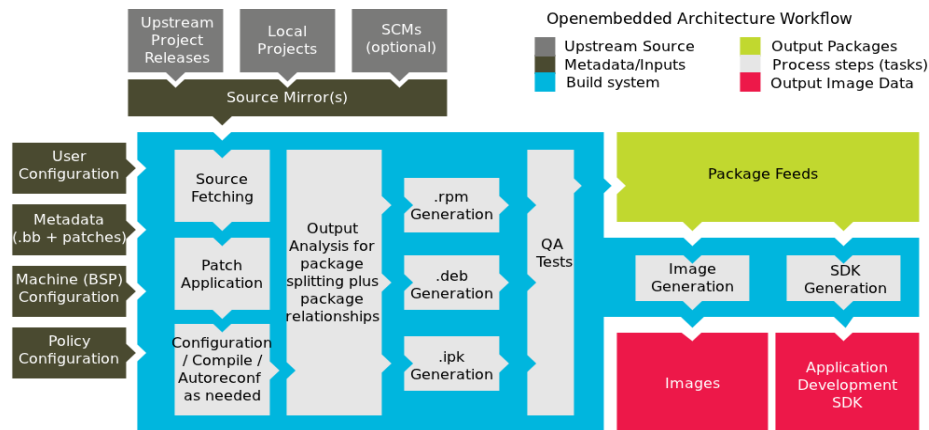 Upstream
Project
Releases
Local
Projects
SCMs
(optional)
Openembedded Architecture Workflow
Upstream Source
Metadata/Inputs
Build system
Output Packages
Process steps (tasks)
Output Image Data
Source Mirror(s)
User
Configuration
Metadata
(.bb + patches)
Machine (BSP)
Configuration
Policy
Configuration
Source
Fetching
Patch
Application
Configuration
/ Compile /
Autoreconf
as needed
Output
Analysis for
package
splitting plus
package
relationships
.rpm
Generation
.deb
Generation
.ipk
Generation
QA
Tests
Package Feeds
Image
Generation
SDK
Generation
Images
Application
Development
SDK